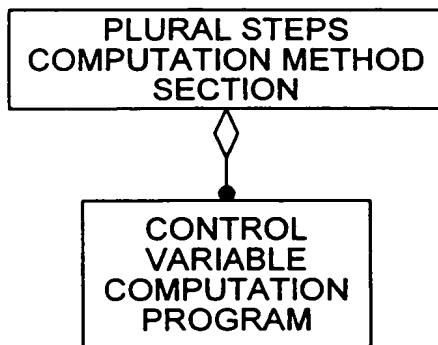 PLURAL STEPS
COMPUTATION METHOD
SECTION
CONTROL
VARIABLE
COMPUTATION
PROGRAM